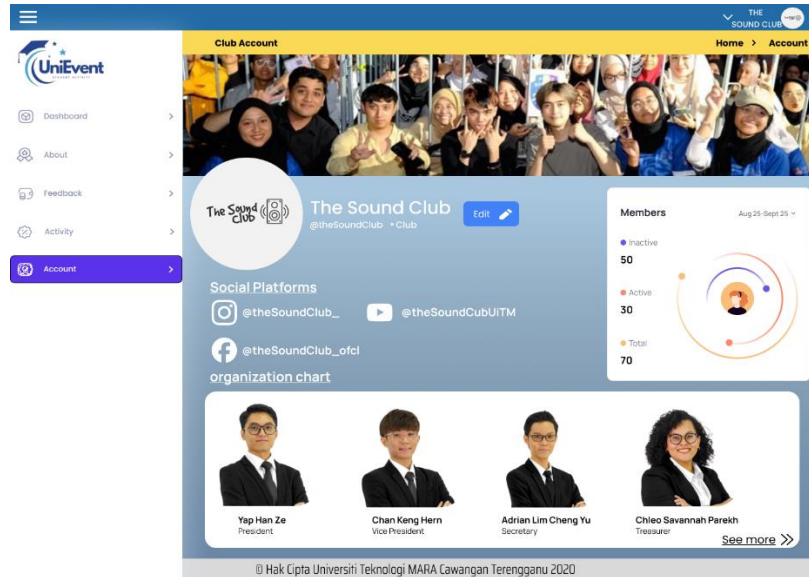 THE
SOUND CLUB
UniEvent
STUDENT ACTIVITY
Club Account
Home > Account
Dashboard
About
Feedback
Activity
Account
The Sound
Club
The Sound Club
@theSoundClub • Club
Edit
Members
Aug 25-Sept 25
Inactive
50
Active
30
Total
70
Social Platforms
@theSoundClub_
@theSoundCubUiTM
@theSoundClub_ofcl
organization chart
Yap Han Ze
President
Chan Keng Hern
Vice President
Adrian Lim Cheng Yu
Secretary
Chleo Savannah Parekh
Treasurer
See more
© Hak Cipta Universiti Teknologi MARA Cawangan Terengganu 2020